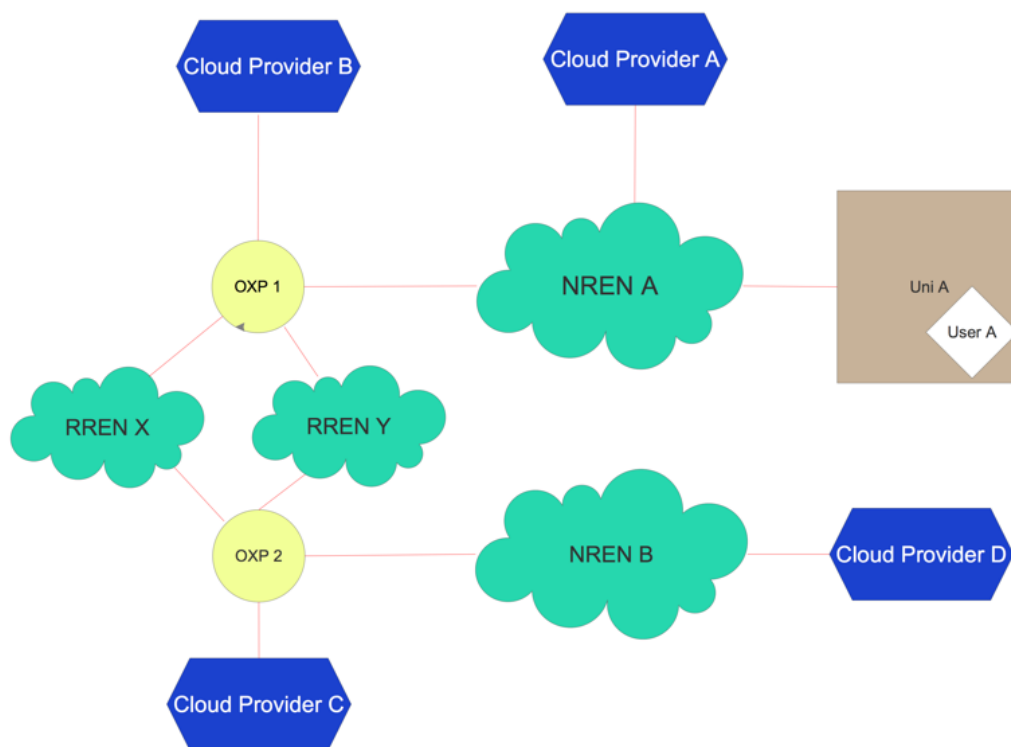 Cloud Provider B
Cloud Provider A
OXP 1
NREN A
Uni A
User A
RREN X
RREN Y
OXP 2
NREN B
Cloud Provider D
Cloud Provider C